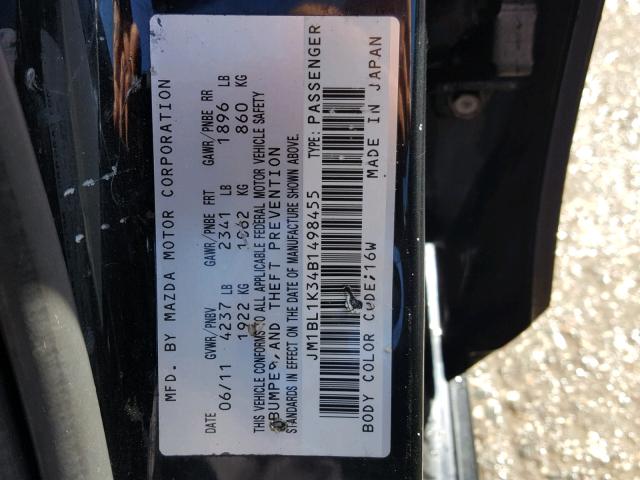 MFD. BY MAZDA MOTOR CORPORATION
DATE GVWR/PNBV GAWR/PNBE FRT GAWR/PNBE RR
06/11 4237 LB 2341 LB 1896 LB
1922 KG 1062 KG 860 KG
THIS VEHICLE CONFORMS TO ALL APPLICABLE FEDERAL MOTOR VEHICLE SAFETY
BUMPER, AND THEFT PREVENTION
STANDARDS IN EFFECT ON THE DATE OF MANUFACTURE SHOWN ABOVE.
JM1BL1K34B1498455 TYPE: PASSENGER
BODY COLOR CODE:16W MADE IN JAPAN